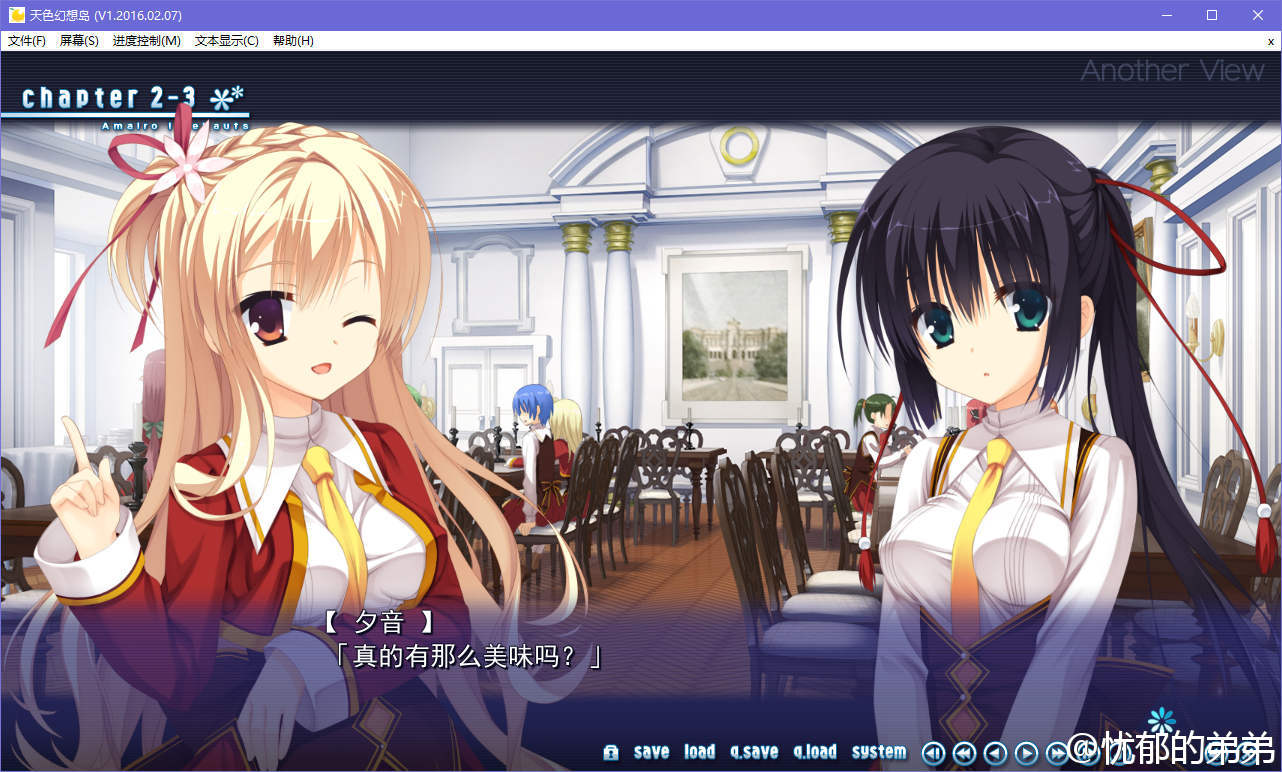 天色幻想岛 (V1.2016.02.07)
文件(F) 屏幕(S) 进度控制(M) 文本显示(C) 帮助(H) x
Another View
chapter 2-3
Amairo
【 夕音 】
「真的有那么美味吗？」
save load q.save q.load system
@忧郁的弟弟